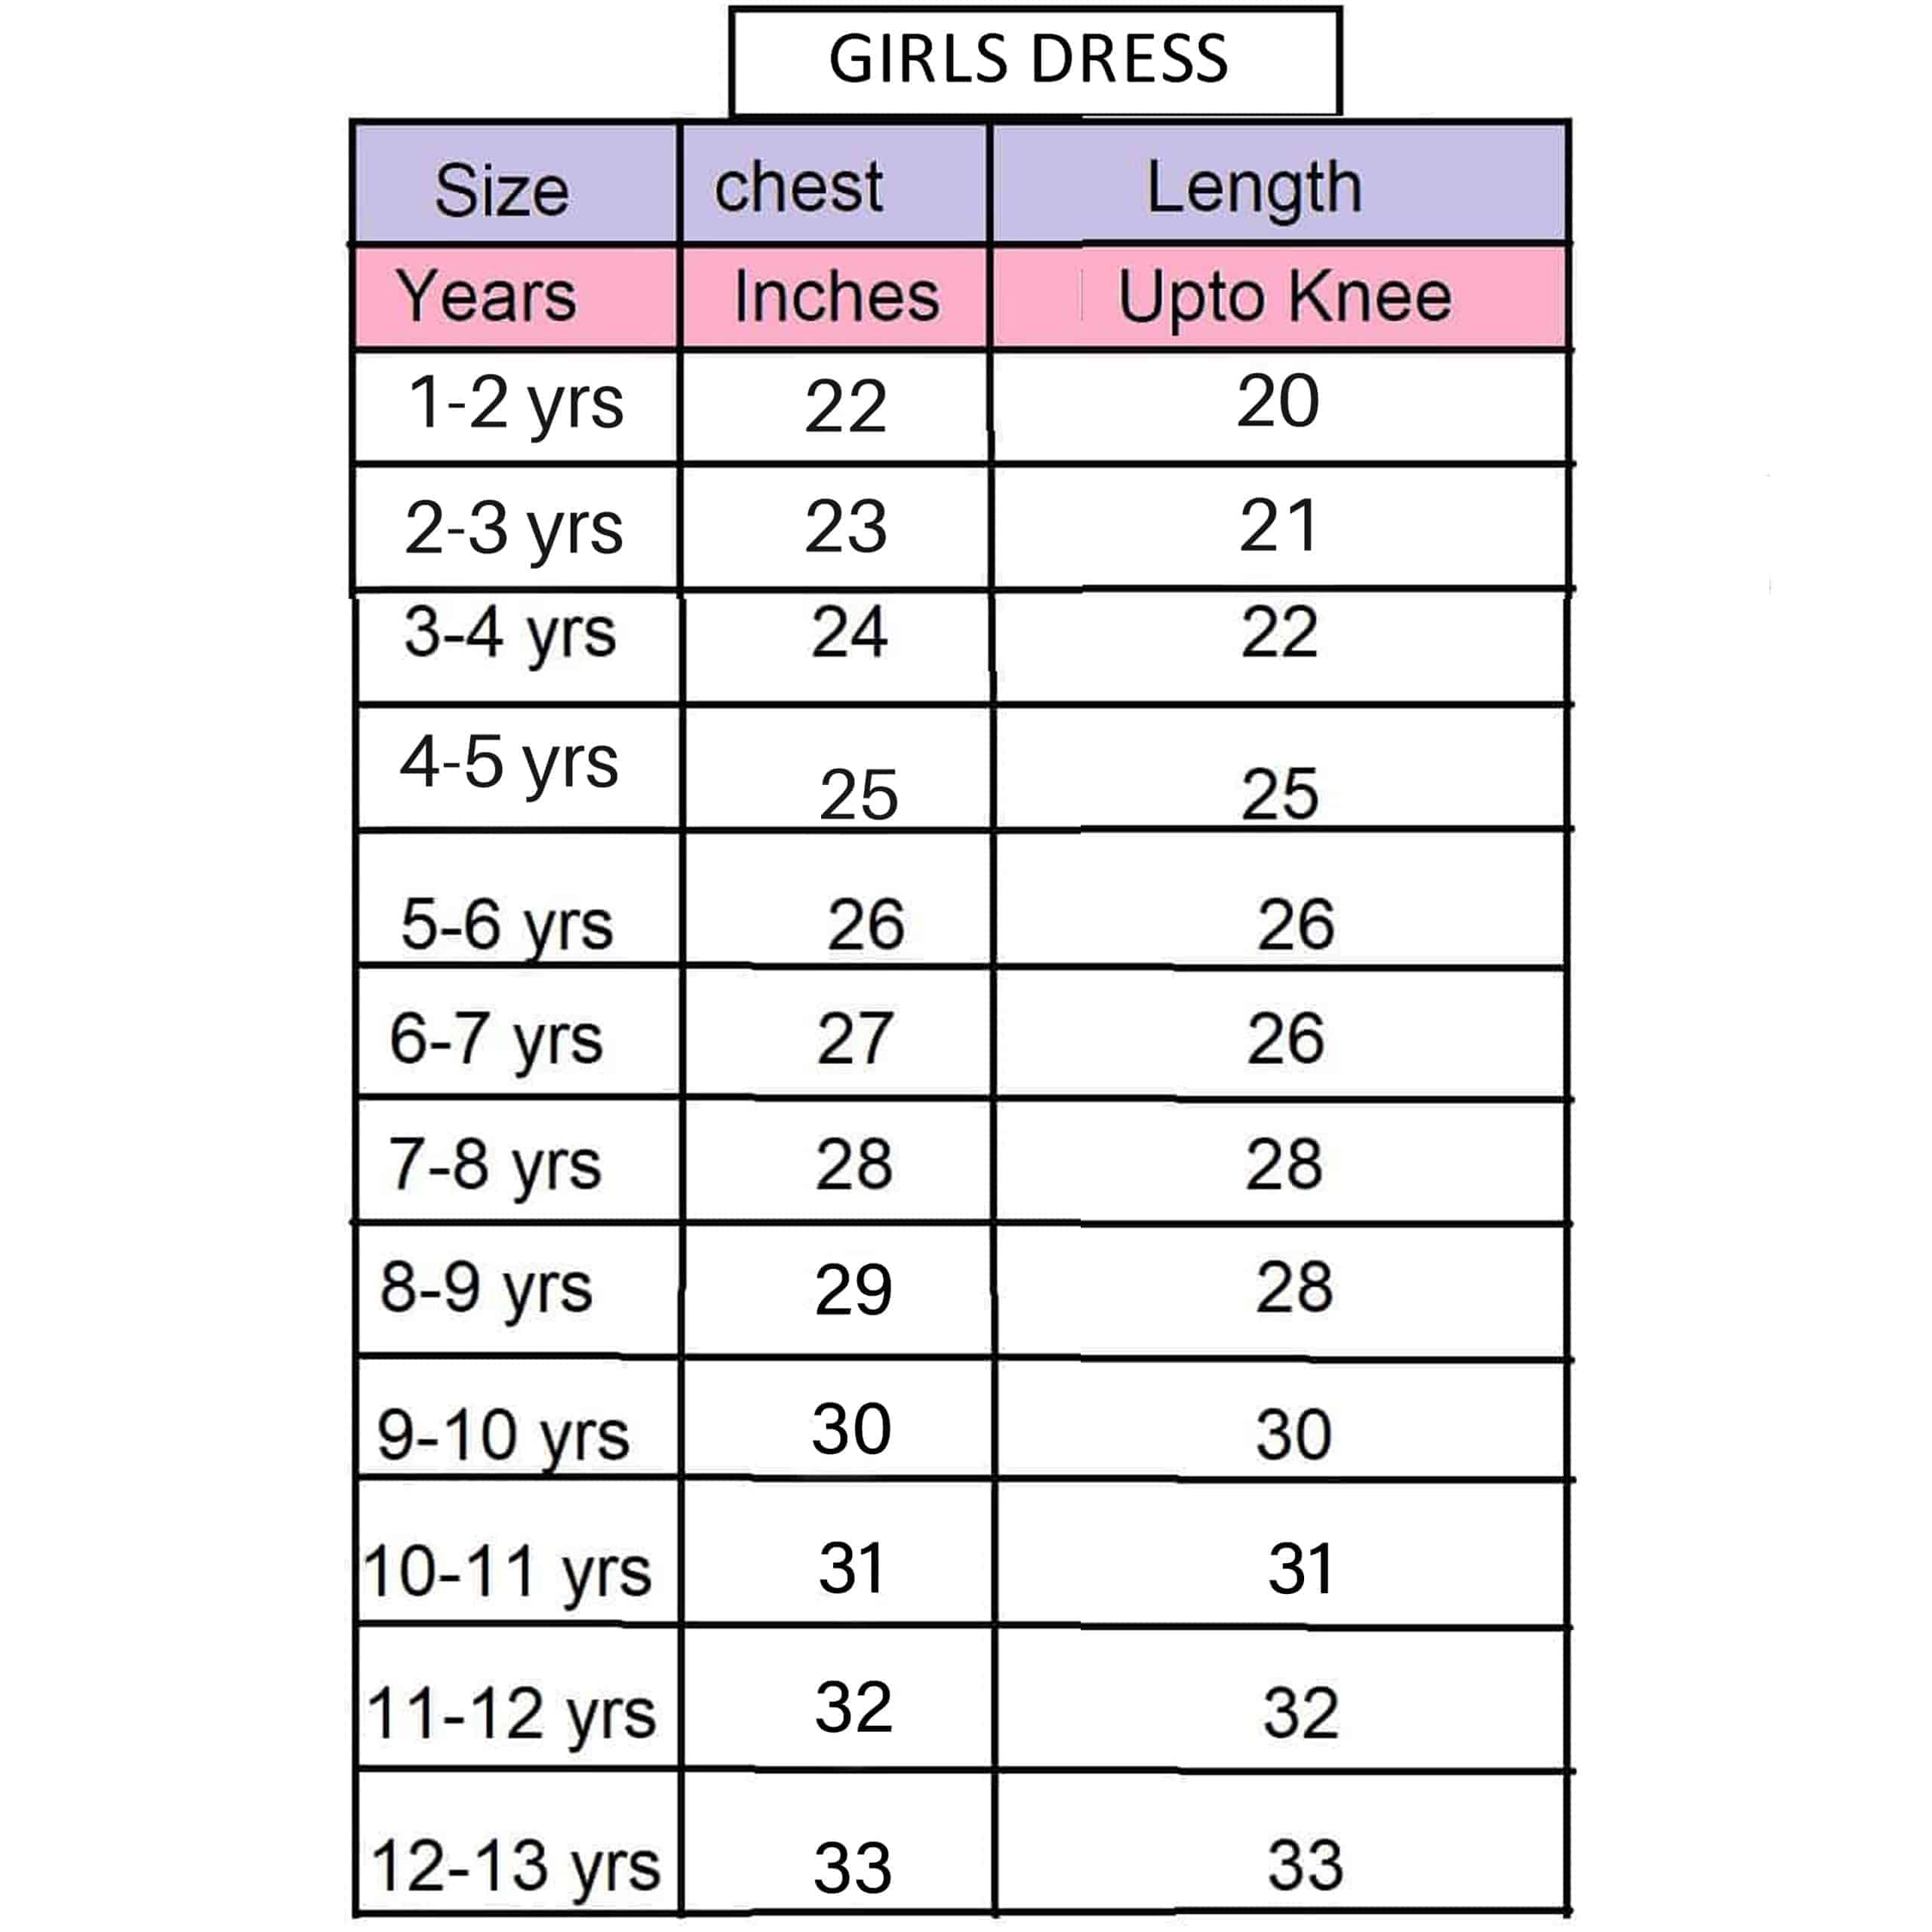 GIRLS DRESS
Size chest Length
Years Inches Upto Knee
1-2 yrs 22 20
2-3 yrs 23 21
3-4 yrs 24 22
4-5 yrs 25 25
5-6 yrs 26 26
6-7 yrs 27 26
7-8 yrs 28 28
8-9 yrs 29 28
9-10 yrs 30 30
10-11 yrs 31 31
11-12 yrs 32 32
12-13 yrs 33 33